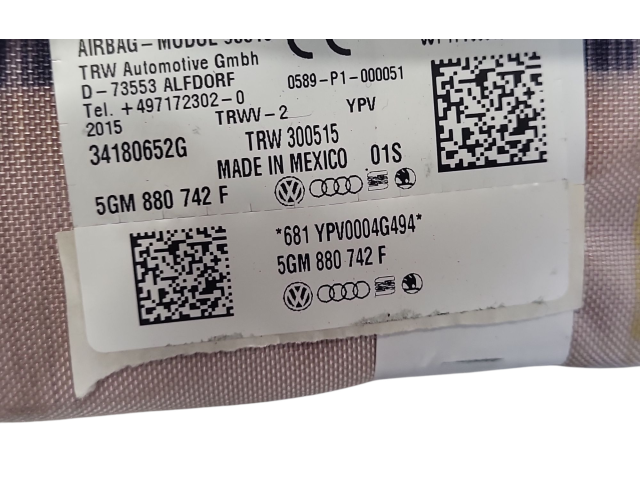 AIRBAG-MODUL 300515
TRW Automotive Gmbh
D-73553 ALFDORF
0589-P1-000051
Tel. +497172302-0
TRWV-2 YPV
2015
34180652G
TRW 300515
MADE IN MEXICO 01S
5GM 880 742 F
*681 YPV0004G494*
5GM 880 742 F